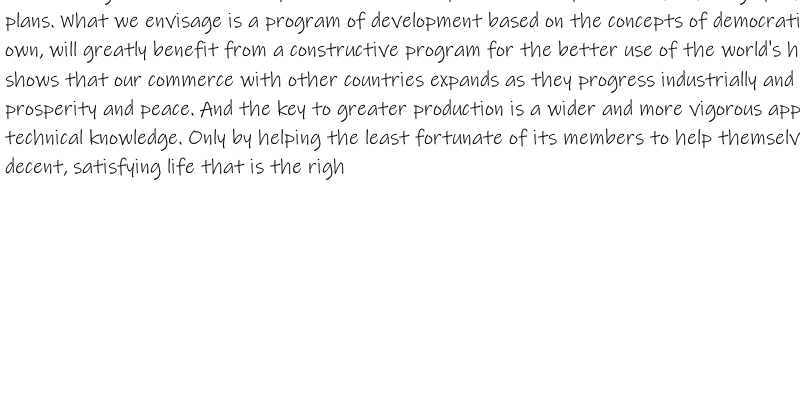 plans. What we envisage is a program of development based on the concepts of democrati
own, will greatly benefit from a constructive program for the better use of the world's h
shows that our commerce with other countries expands as they progress industrially and
prosperity and peace. And the key to greater production is a wider and more vigorous app
technical knowledge. Only by helping the least fortunate of its members to help themselv
decent, satisfying life that is the righ